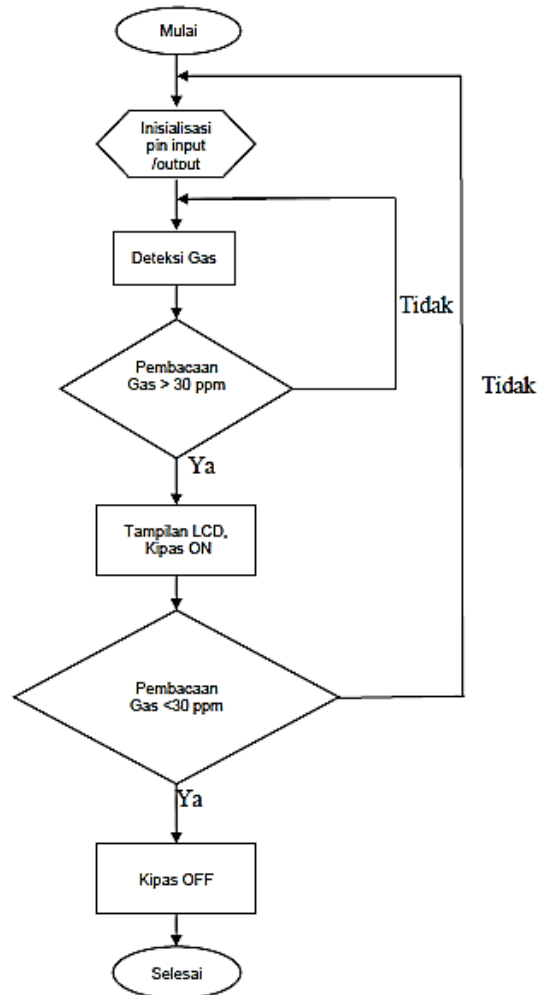 Mulai
Inisialisasi
pin input
/output
Deteksi Gas
Tidak
Pembacaan
Gas > 30 ppm
Tidak
Ya
Tampilan LCD,
Kipas ON
Pembacaan
Gas <30 ppm
Ya
Kipas OFF
Selesai